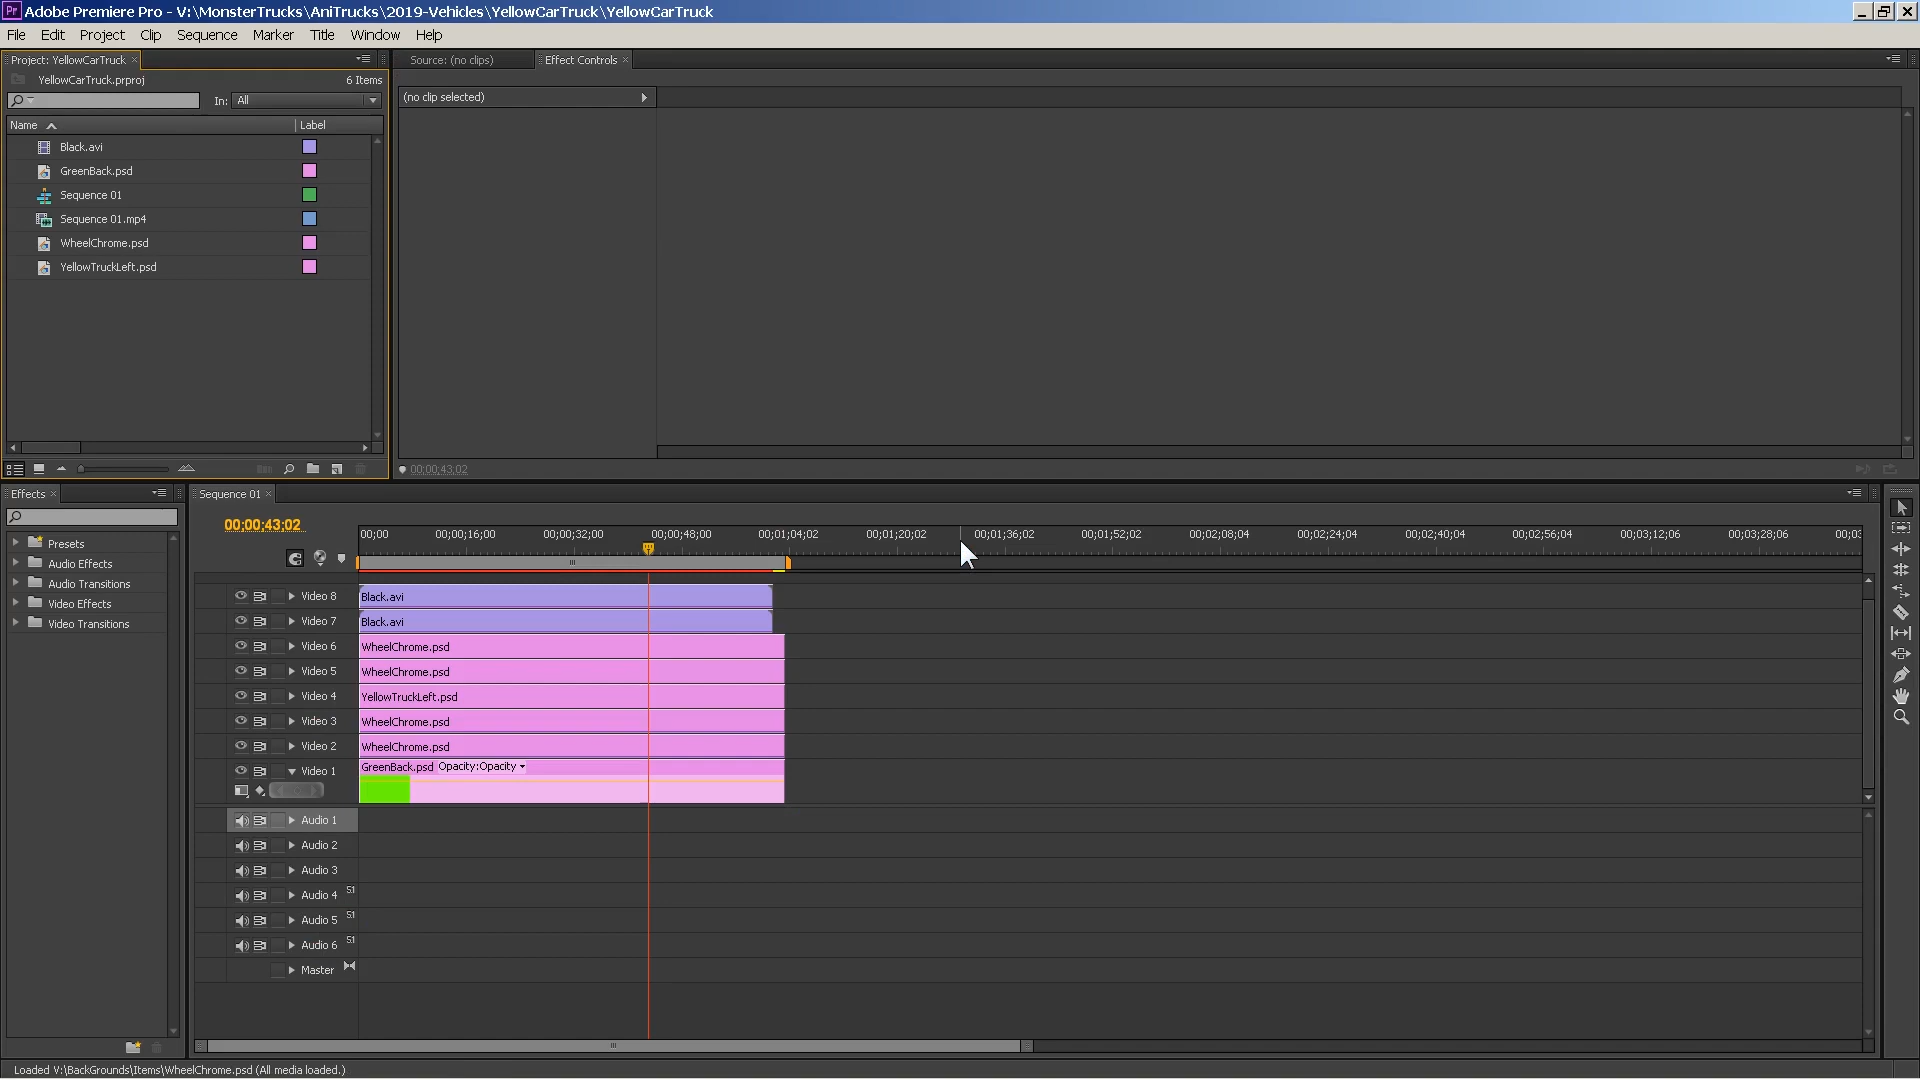 Pr Adobe Premiere Pro - V:\MonsterTrucks\AniTrucks\2019-Vehicles\YellowCarTruck\YellowCarTruck
File Edit Project Clip Sequence Marker Title Window Help
Project: YellowCarTruck
YellowCarTruck.prproj 6 Items
In: All
Name Label
Black.avi
GreenBack.psd
Sequence 01
Sequence 01.mp4
WheelChrome.psd
YellowTruckLeft.psd
Source: (no clips) Effect Controls
(no clip selected)
00;00;43;02
Effects
Presets
Audio Effects
Audio Transitions
Video Effects
Video Transitions
Sequence 01
00;00;43;02
00;00 00;00;16;00 00;00;32;00 00;00;48;00 00;01;04;02 00;01;20;02 00;01;36;02 00;01;52;02 00;02;08;04 00;02;24;04 00;02;40;04 00;02;56;04 00;03;12;06 00;03;28;06 00;03
Video 8 Black.avi
Video 7 Black.avi
Video 6 WheelChrome.psd
Video 5 WheelChrome.psd
Video 4 YellowTruckLeft.psd
Video 3 WheelChrome.psd
Video 2 WheelChrome.psd
Video 1 GreenBack.psd Opacity:Opacity
Audio 1
Audio 2
Audio 3
Audio 4 5.1
Audio 5 5.1
Audio 6 5.1
Master
Loaded V:\BackGrounds\Items\WheelChrome.psd (All media loaded.)